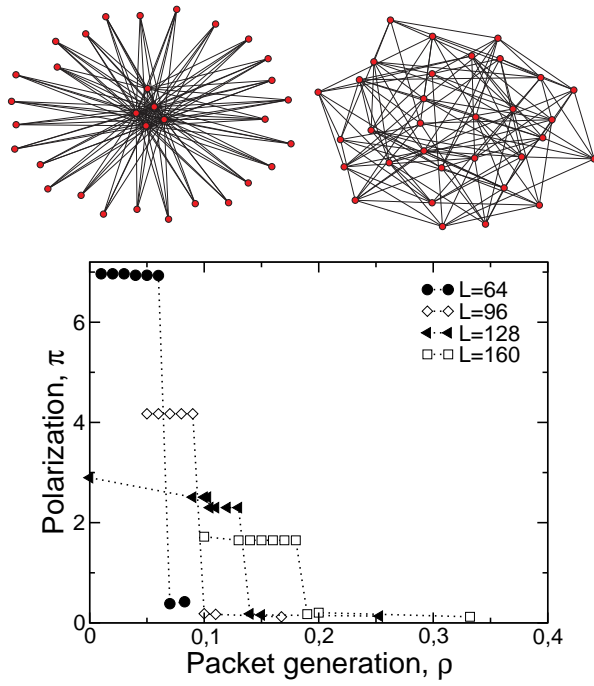 6
4
2
0
L=64
L=96
L=128
L=160
Polarization, π
0 0,1 0,2 0,3 0,4
Packet generation, ρ